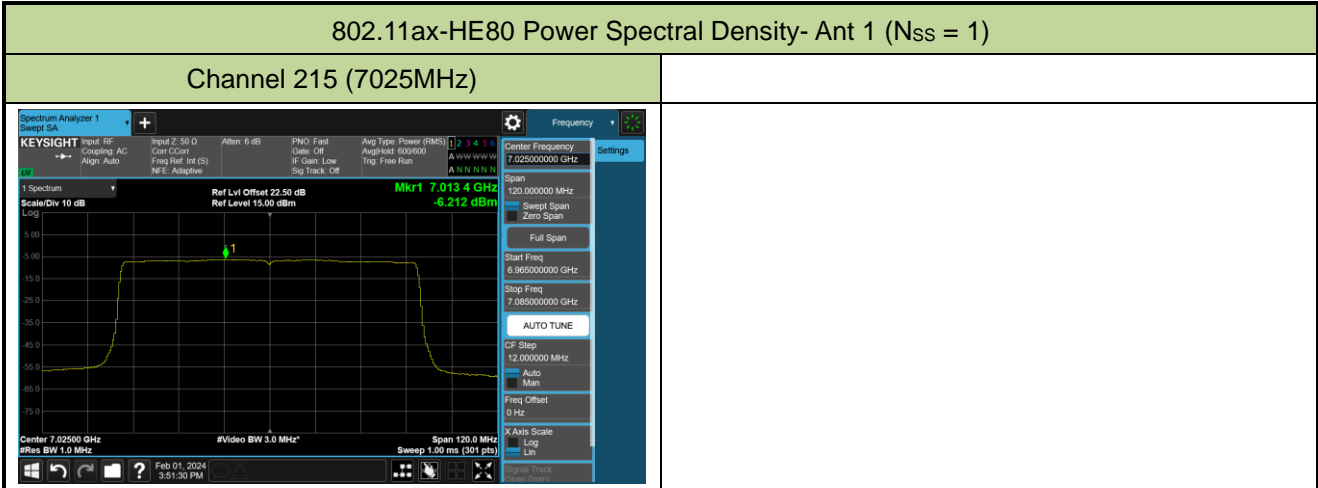 802.11ax-HE80 Power Spectral Density- Ant 1 (NSS = 1)
Channel 215 (7025MHz)
Spectrum Analyzer 1
Swept SA
+
Frequency
KEYSIGHT
Input: RF
Coupling: AC
Align: Auto
Input Z: 50 Ω
Corr CCorr
Freq Ref: Int (S)
NFE: Adaptive
Atten: 6 dB
PNO: Fast
Gate: Off
IF Gain: Low
Sig Track: Off
Avg Type: Power (RMS)
Avg|Hold: 600/600
Trig: Free Run
1 2 3 4 5 6
A W W W W W
A N N N N N
LXI
1 Spectrum
Scale/Div 10 dB
Log
Ref Lvl Offset 22.50 dB
Ref Level 15.00 dBm
Mkr1 7.013 4 GHz
-6.212 dBm
5.00
-5.00
-15.0
-25.0
-35.0
-45.0
-55.0
-65.0
-75.0
1
Center 7.02500 GHz
#Res BW 1.0 MHz
#Video BW 3.0 MHz*
Span 120.0 MHz
Sweep 1.00 ms (301 pts)
Center Frequency
7.025000000 GHz
Settings
Span
120.000000 MHz
Swept Span
Zero Span
Full Span
Start Freq
6.965000000 GHz
Stop Freq
7.085000000 GHz
AUTO TUNE
CF Step
12.000000 MHz
Auto
Man
Freq Offset
0 Hz
X Axis Scale
Log
Lin
Signal Track
(Span Zoom)
?
Feb 01, 2024
3:51:30 PM